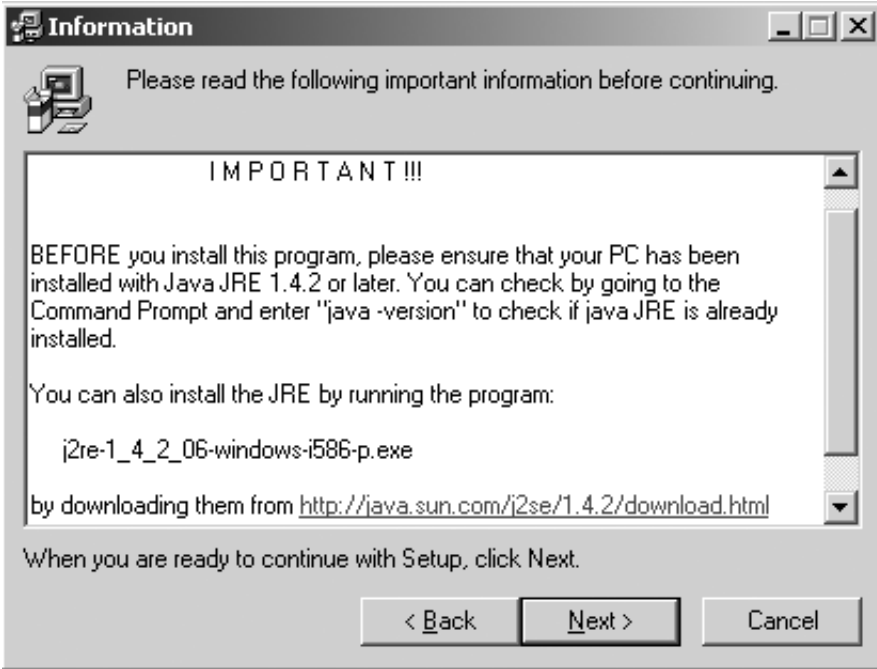 Information
Please read the following important information before continuing.
I M P O R T A N T !!!
BEFORE you install this program, please ensure that your PC has been
installed with Java JRE 1.4.2 or later. You can check by going to the
Command Prompt and enter "java -version" to check if java JRE is already
installed.
You can also install the JRE by running the program:
j2re-1_4_2_06-windows-i586-p.exe
by downloading them from http://java.sun.com/j2se/1.4.2/download.html
When you are ready to continue with Setup, click Next.
< Back Next > Cancel